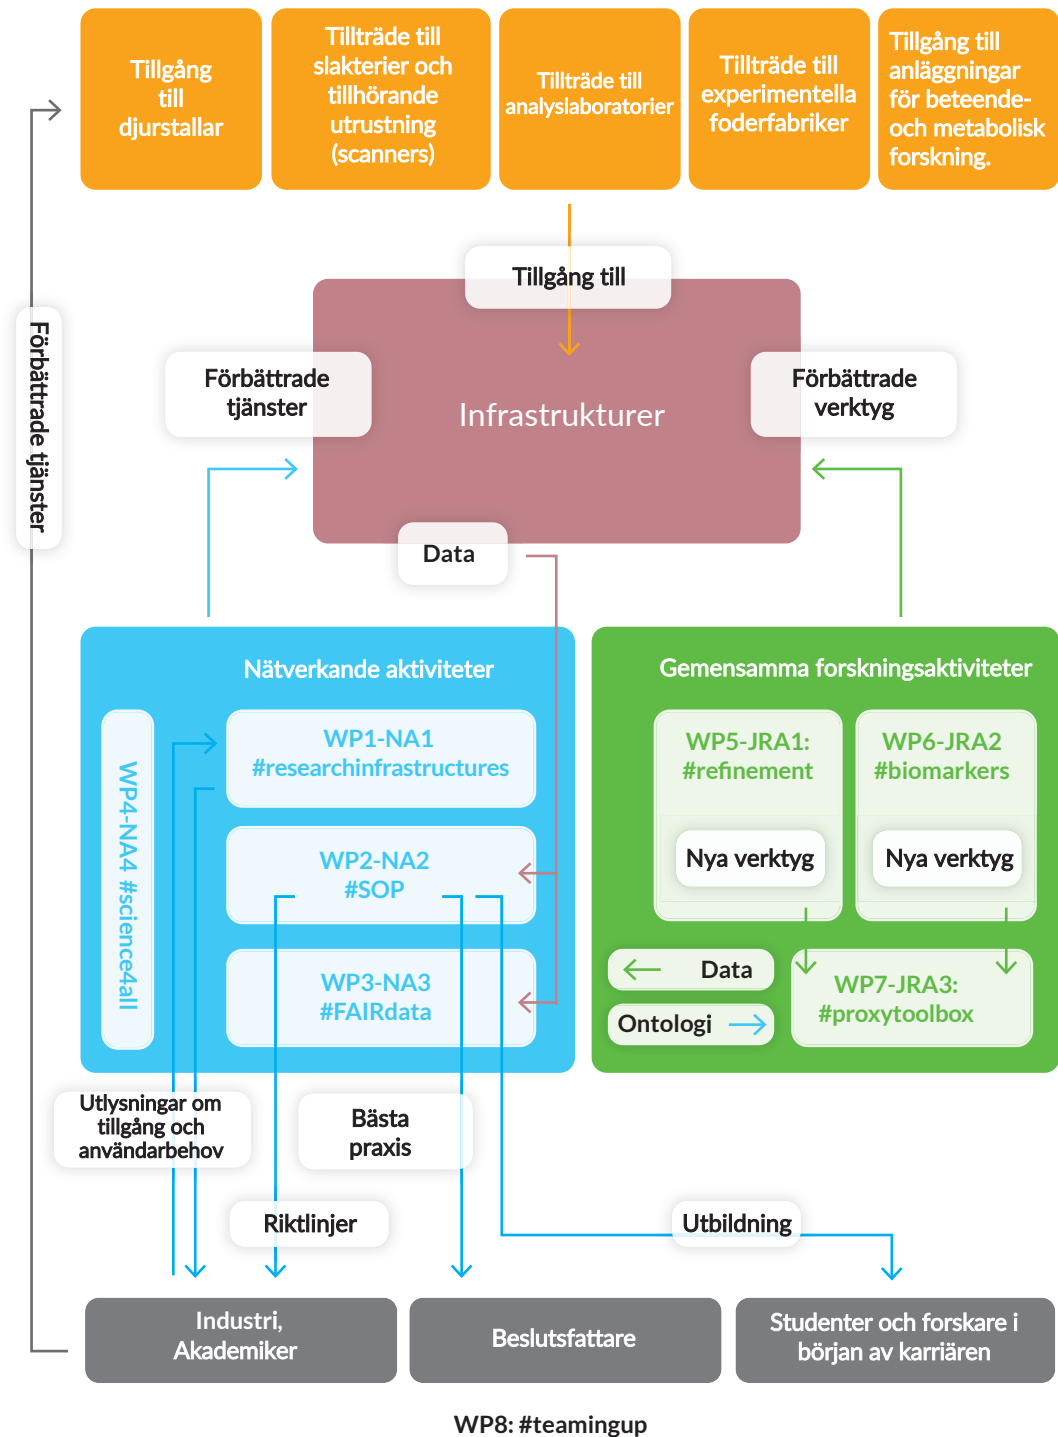 Tillgång
till
djurstallar
Tillträde till
slakterier och
tillhörande
utrustning
(scanners)
Tillträde till
analyslaboratorier
Tillträde till
experimentella
foderfabriker
Tillgång till
anläggningar
för beteende-
och metabolisk
forskning.
Tillgång till
Förbättrade tjänster
Förbättrade
tjänster
Infrastrukturer
Förbättrade
verktyg
Data
Nätverkande aktiviteter
WP4-NA4 #science4all
WP1-NA1
#researchinfrastructures
WP2-NA2
#SOP
WP3-NA3
#FAIRdata
Gemensamma forskningsaktiviteter
WP5-JRA1:
#refinement
Nya verktyg
WP6-JRA2
#biomarkers
Nya verktyg
Data
Ontologi
WP7-JRA3:
#proxytoolbox
Utlysningar om
tillgång och
användarbehov
Bästa
praxis
Riktlinjer
Utbildning
Industri,
Akademiker
Beslutsfattare
Studenter och forskare i
början av karriären
WP8: #teamingup